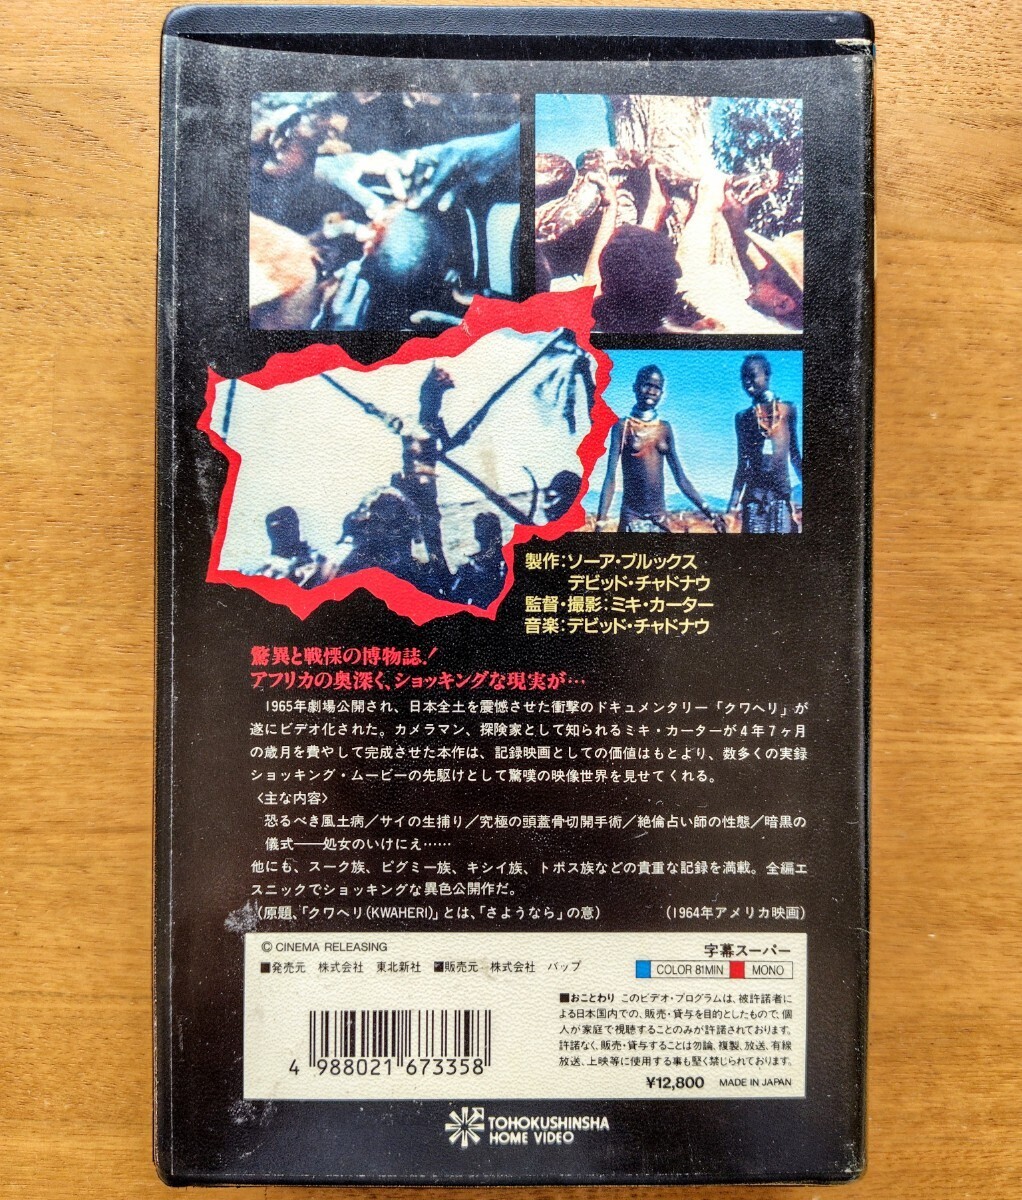 製作：ソーア・ブルックス
デビッド・チャドナウ
監督・撮影：ミキ・カーター
音楽：デビッド・チャドナウ
驚異と戦慄の博物誌！
アフリカの奥深く、ショッキングな現実が…
1965年劇場公開され、日本全土を震憾させた衝撃のドキュメンタリー「クワヘリ」が
遂にビデオ化された。カメラマン、探険家として知られるミキ・カーターが4年7ヶ月
の歳月を費やして完成させた本作は、記録映画としての価値はもとより、数多くの実録
ショッキング・ムービーの先駆けとして驚嘆の映像世界を見せてくれる。
〈主な内容〉
恐るべき風土病／サイの生捕り／究極の頭蓋骨切開手術／絶倫占い師の性態／暗黒の
儀式――処女のいけにえ……
他にも、スーク族、ピグミー族、キシイ族、トポス族などの貴重な記録を満載。全編エ
スニックでショッキングな異色公開作だ。
（原題、「クワヘリ(KWAHERI)」とは、「さようなら」の意） （1964年アメリカ映画）
© CINEMA RELEASING
字幕スーパー
■発売元 株式会社 東北新社 ■販売元 株式会社 バップ
COLOR 81MIN MONO
■おことわり このビデオ・プログラムは、被許諾者に
よる日本国内での、販売・貸与を目的としたもので、個
人が家庭で視聴することのみが許諾されております。
許諾なく、販売・貸与することは勿論、複製、放送、有線
放送、上映等に使用する事も堅く禁じられております。
4 988021 673358
¥12,800 MADE IN JAPAN
TOHOKUSHINSHA
HOME VIDEO